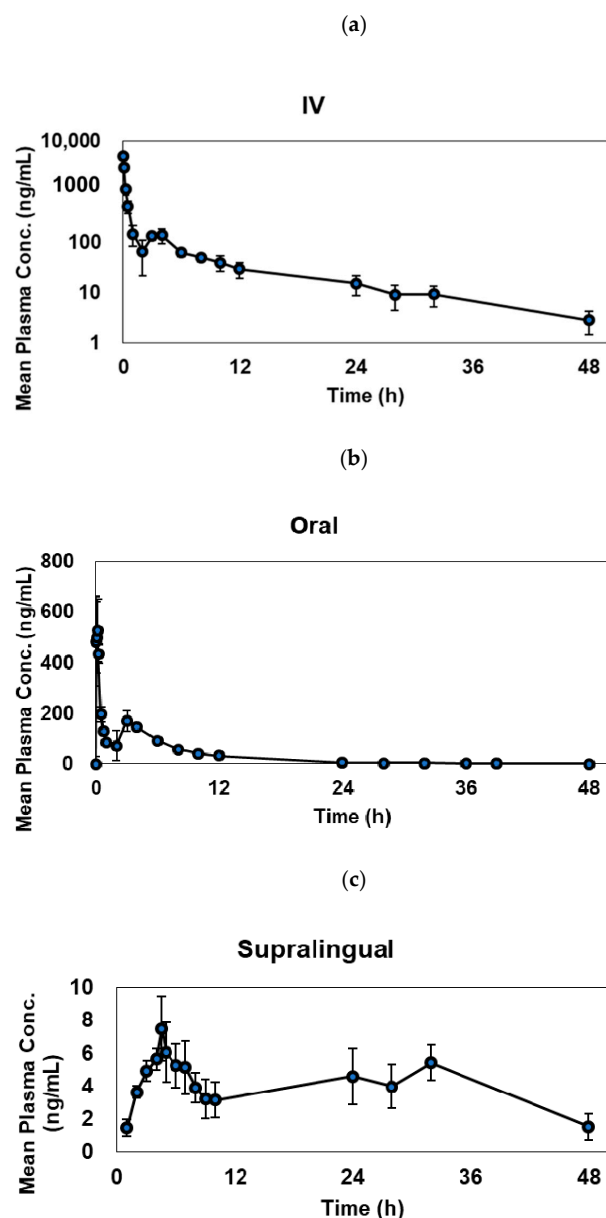 (a)
IV
Mean Plasma Conc. (ng/mL)
10,000
1000
100
10
1
0 12 24 36 48
Time (h)
(b)
Oral
Mean Plasma Conc. (ng/mL)
800
600
400
200
0
0 12 24 36 48
Time (h)
(c)
Supralingual
Mean Plasma Conc.
(ng/mL)
10
8
6
4
2
0
0 12 24 36 48
Time (h)